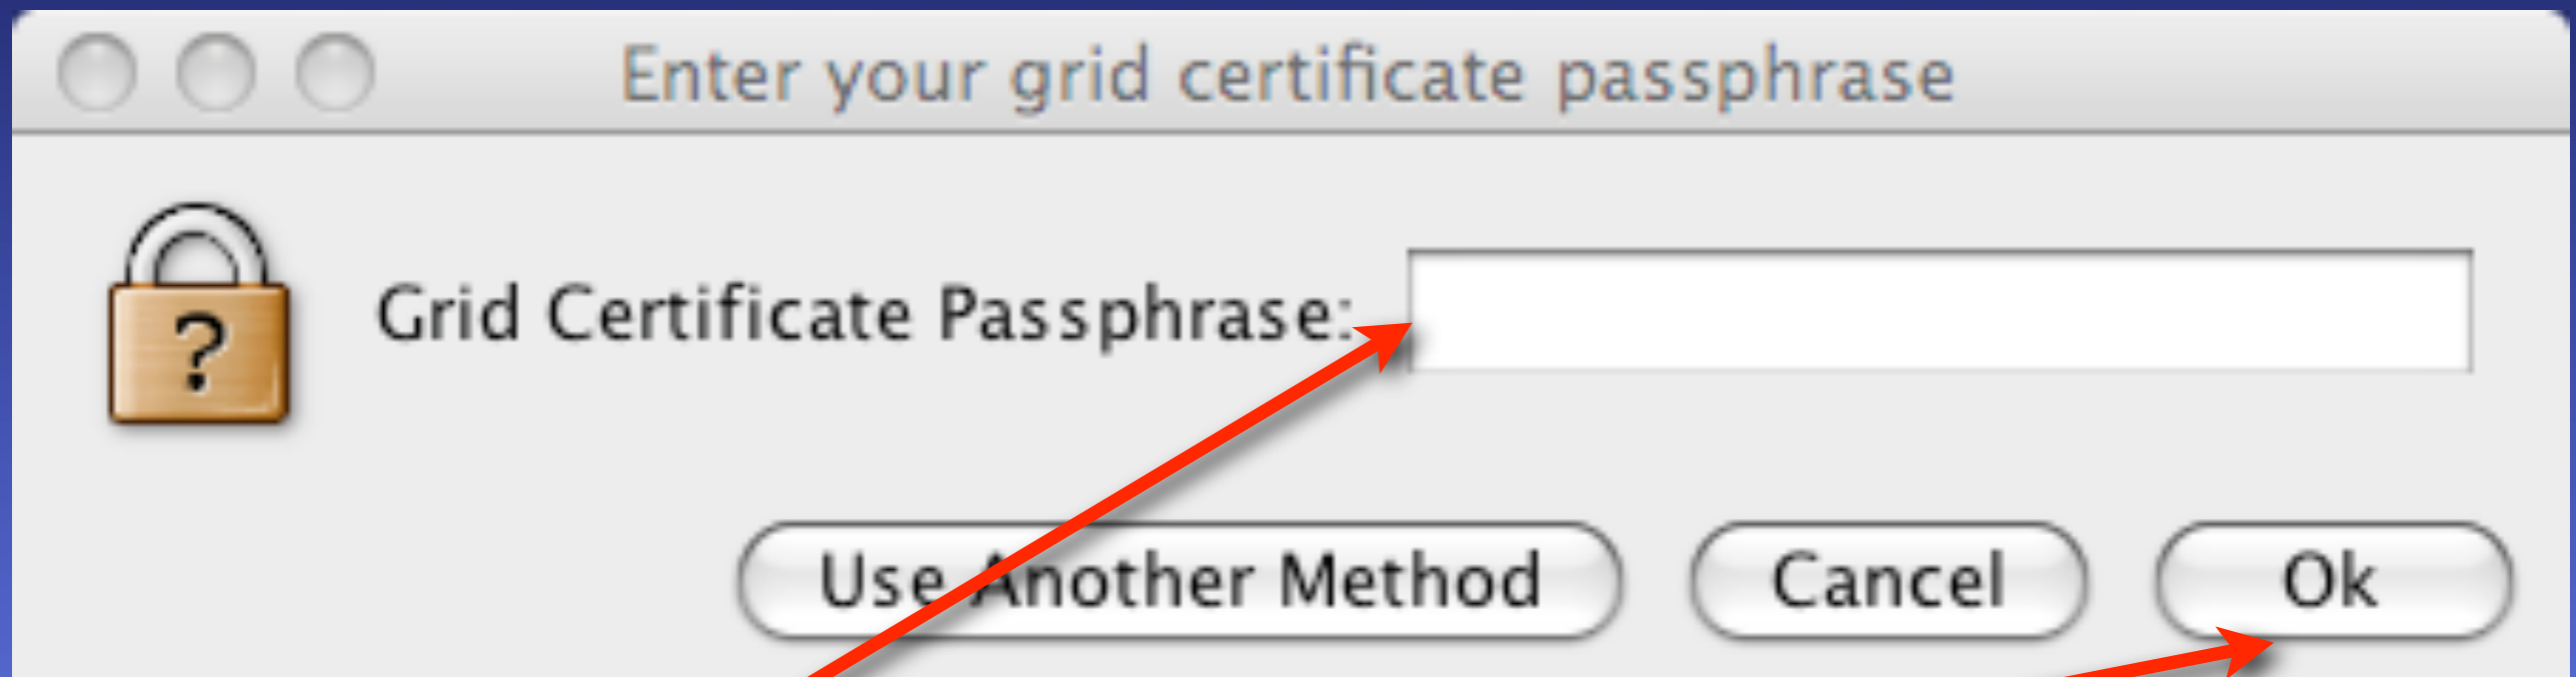 Enter your grid certificate passphrase
?
Grid Certificate Passphrase:
Use Another Method
Cancel
Ok